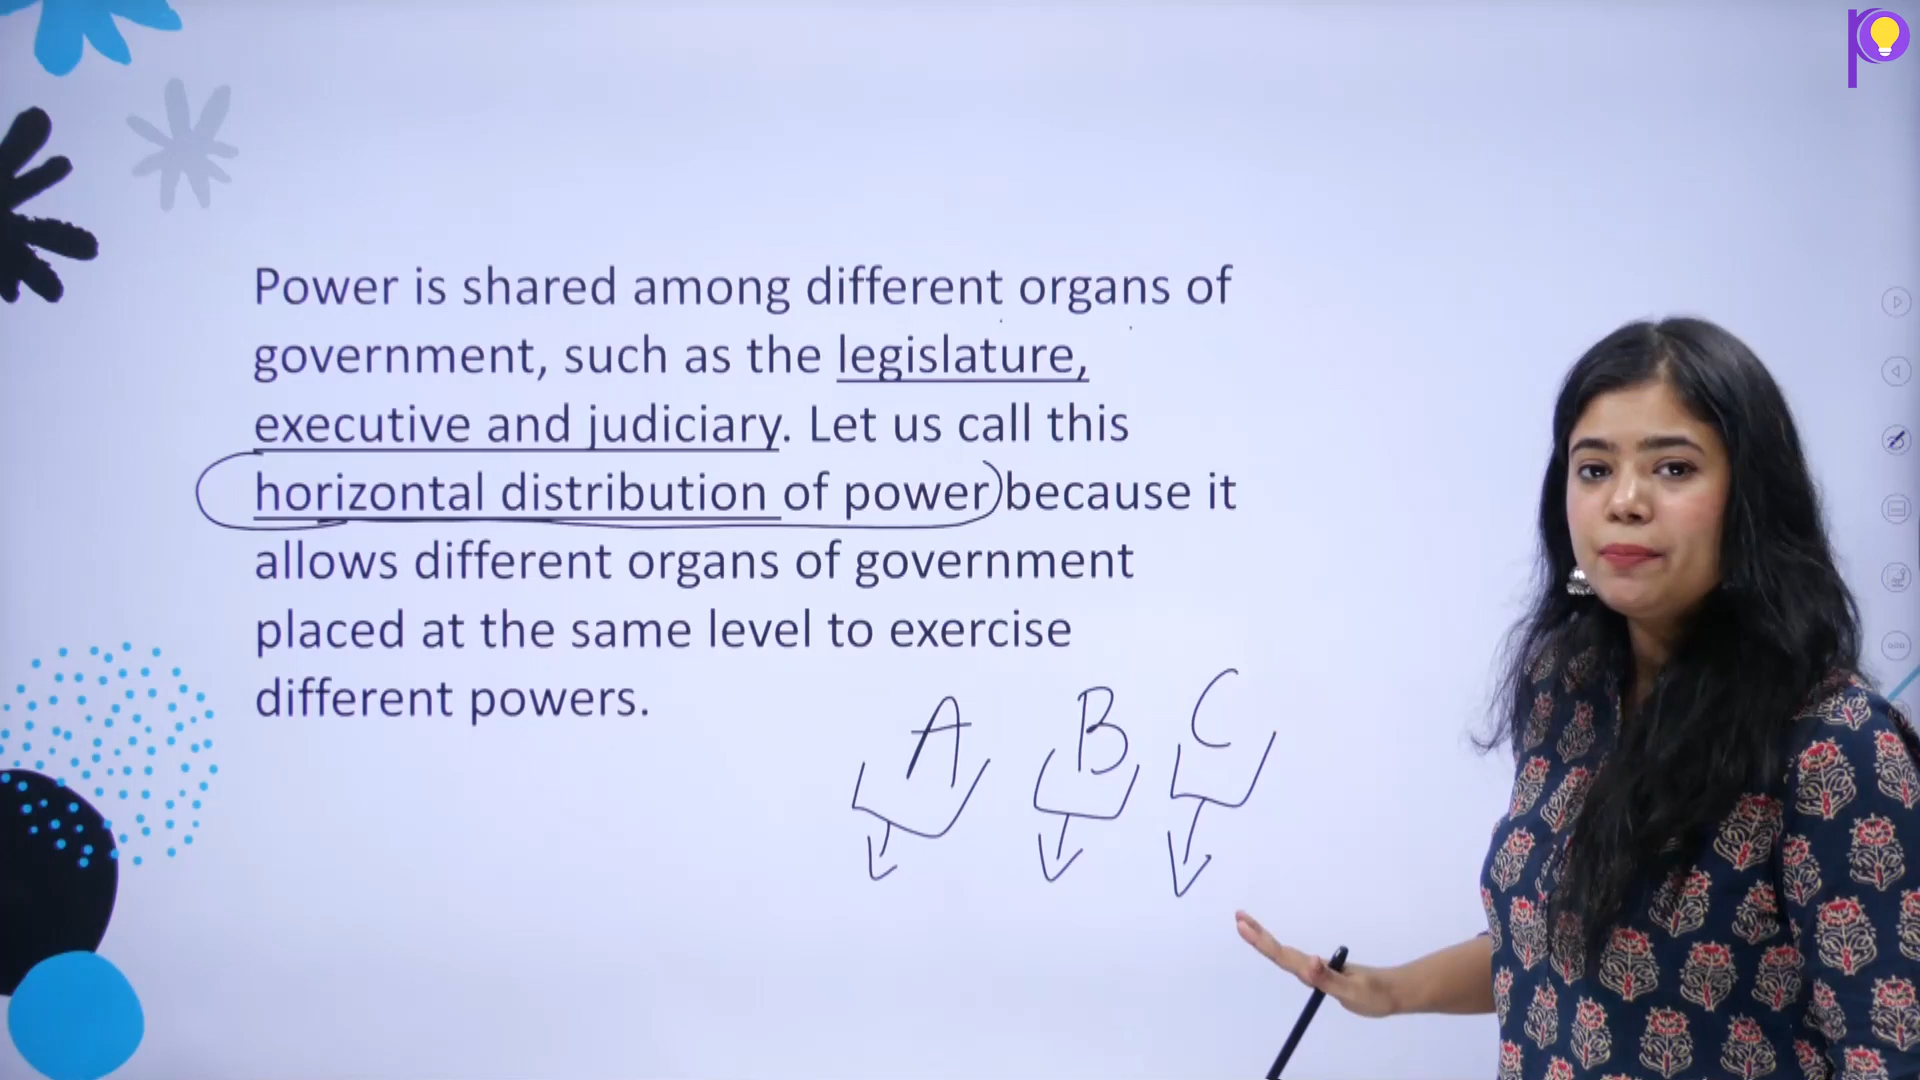 Power is shared among different organs of
government, such as the legislature,
executive and judiciary. Let us call this
horizontal distribution of power because it
allows different organs of government
placed at the same level to exercise
different powers.
A B C